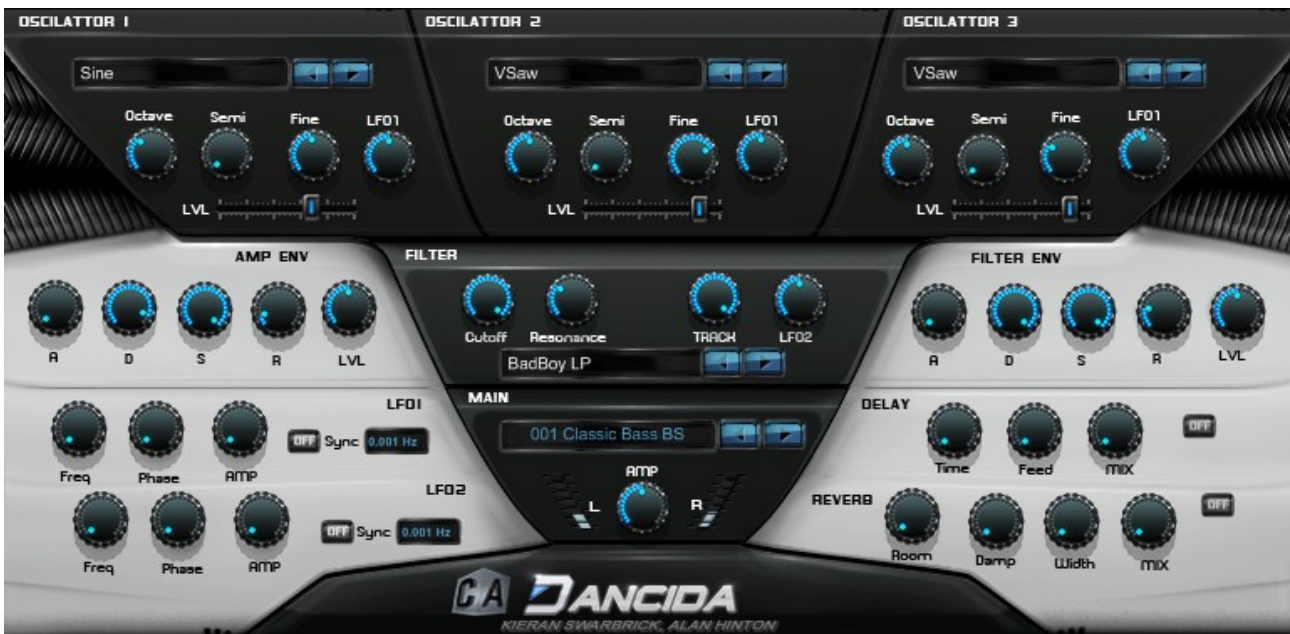 OSCILATTOR 1
OSCILATTOR 2
OSCILATTOR 3
Sine
VSaw
VSaw
Octave Semi Fine LFO1
Octave Semi Fine LFO1
Octave Semi Fine LFO1
LVL
LVL
LVL
AMP ENV
A D S R LVL
FILTER
Cutoff Resonance TRACK LFO2
BadBoy LP
FILTER ENV
A D S R LVL
LFO1
Freq Phase AMP
OFF Sync 0.001 Hz
LFO2
Freq Phase AMP
OFF Sync 0.001 Hz
MAIN
001 Classic Bass BS
AMP
L R
DELAY
Time Feed MIX
OFF
REVERB
Room Damp Width MIX
OFF
CA DANCIDA
KIERAN SWARBRICK, ALAN HINTON